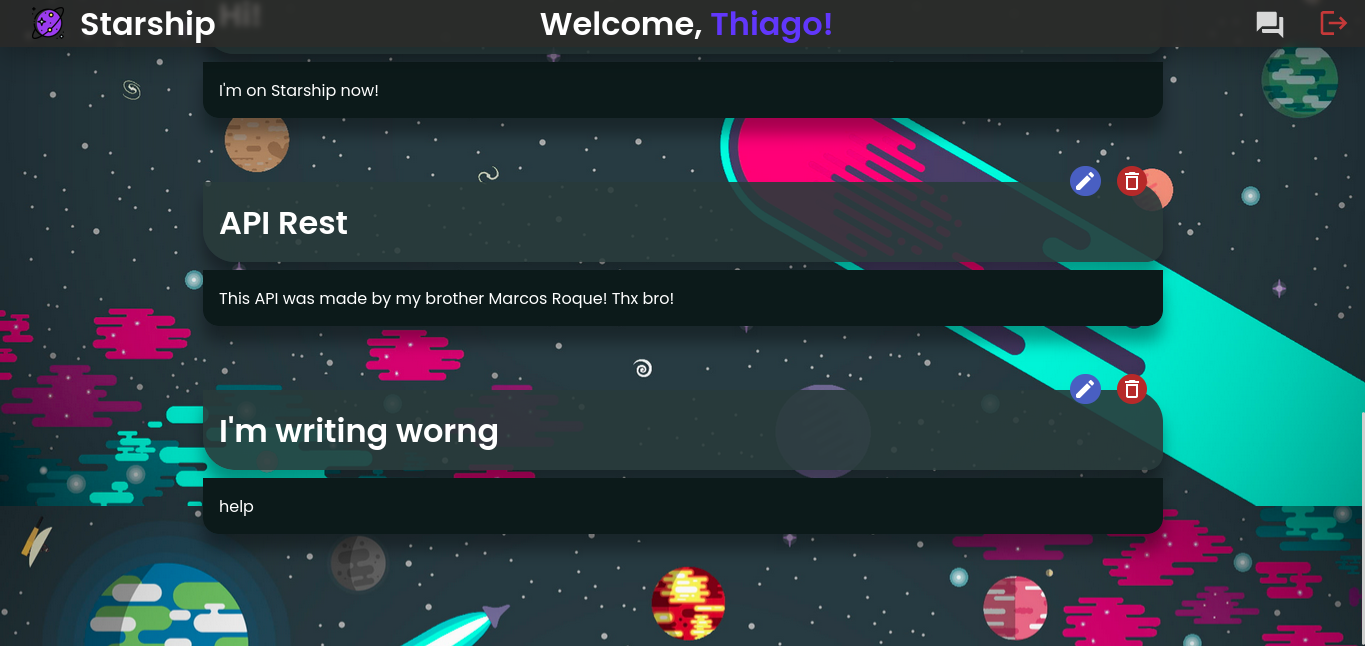 Starship
Hi!
Welcome, Thiago!
I'm on Starship now!
API Rest
This API was made by my brother Marcos Roque! Thx bro!
I'm writing worng
help